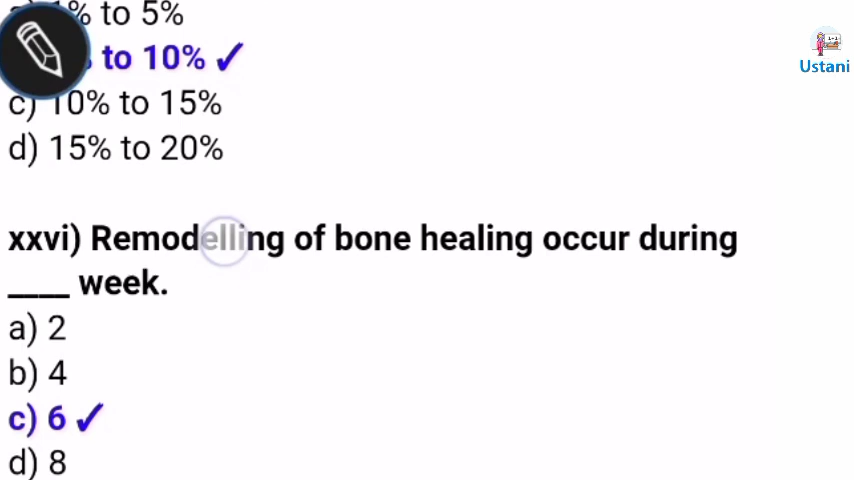 % to 5%
to 10% ✓
Ustani
c) 10% to 15%
d) 15% to 20%
xxvi) Remodelling of bone healing occur during
____ week.
a) 2
b) 4
c) 6 ✓
d) 8